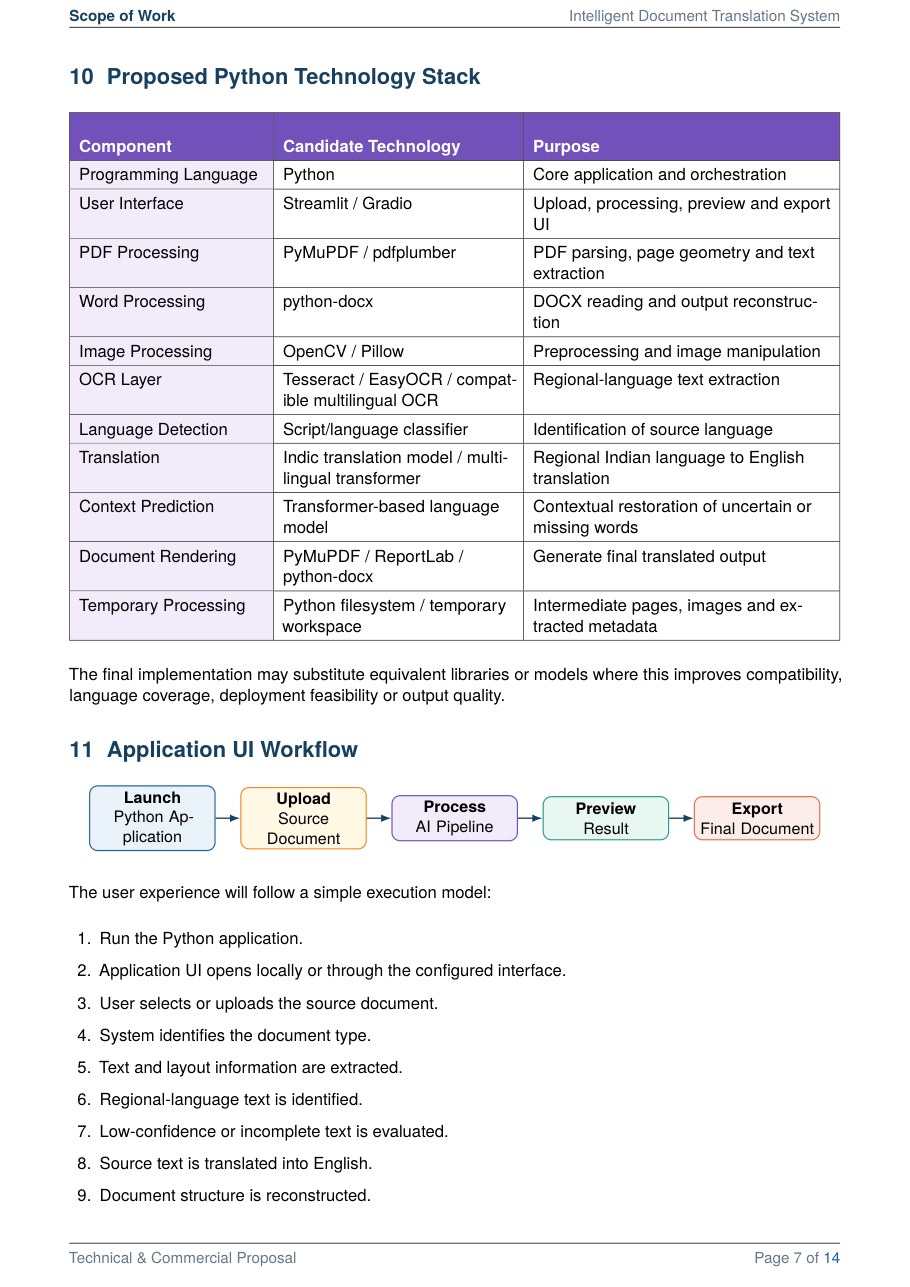 Scope of Work
Intelligent Document Translation System
10 Proposed Python Technology Stack
Component Candidate Technology Purpose
Programming Language Python Core application and orchestration
User Interface Streamlit / Gradio Upload, processing, preview and export
UI
PDF Processing PyMuPDF / pdfplumber PDF parsing, page geometry and text
extraction
Word Processing python-docx DOCX reading and output reconstruc-
tion
Image Processing OpenCV / Pillow Preprocessing and image manipulation
OCR Layer Tesseract / EasyOCR / compat- Regional-language text extraction
ible multilingual OCR
Language Detection Script/language classifier Identification of source language
Translation Indic translation model / multi- Regional Indian language to English
lingual transformer translation
Context Prediction Transformer-based language Contextual restoration of uncertain or
model missing words
Document Rendering PyMuPDF / ReportLab / Generate final translated output
python-docx
Temporary Processing Python filesystem / temporary Intermediate pages, images and ex-
workspace tracted metadata
The final implementation may substitute equivalent libraries or models where this improves compatibility,
language coverage, deployment feasibility or output quality.
11 Application UI Workflow
Launch
Python Ap-
plication
Upload
Source
Document
Process
AI Pipeline
Preview
Result
Export
Final Document
The user experience will follow a simple execution model:
1. Run the Python application.
2. Application UI opens locally or through the configured interface.
3. User selects or uploads the source document.
4. System identifies the document type.
5. Text and layout information are extracted.
6. Regional-language text is identified.
7. Low-confidence or incomplete text is evaluated.
8. Source text is translated into English.
9. Document structure is reconstructed.
Technical & Commercial Proposal
Page 7 of 14